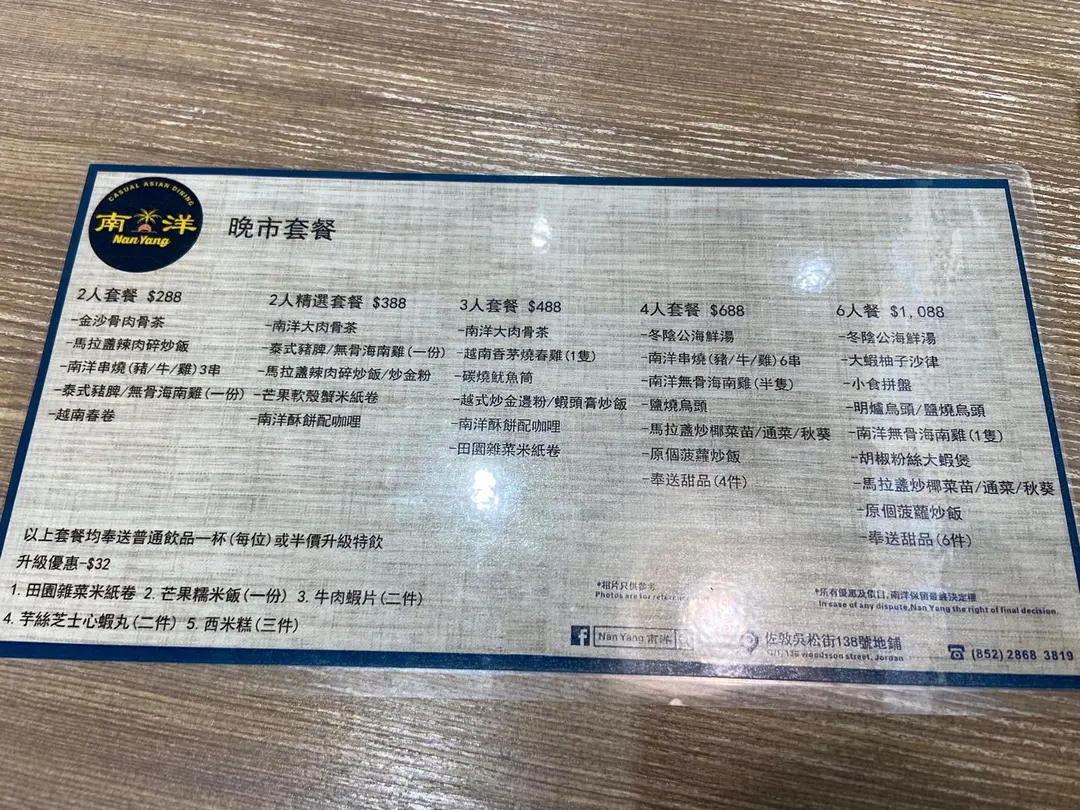 CASUAL ASIAN DINING
南洋
Nan Yang
晚市套餐
2人套餐 $288
-金沙骨肉骨茶
-馬拉盞辣肉碎炒飯
-南洋串燒(豬/牛/雞)3串
-泰式豬脾/無骨海南雞(一份)
-越南春卷
2人精選套餐 $388
-南洋大肉骨茶
-泰式豬脾/無骨海南雞(一份)
-馬拉盞辣肉碎炒飯/炒金粉
-芒果軟殼蟹米紙卷
-南洋酥餅配咖哩
3人套餐 $488
-南洋大肉骨茶
-越南香茅燒春雞(1隻)
-碳燒魷魚筒
-越式炒金邊粉/蝦頭膏炒飯
-南洋酥餅配咖哩
-田園雜菜米紙卷
4人套餐 $688
-冬陰公海鮮湯
-南洋串燒(豬/牛/雞)6串
-南洋無骨海南雞(半隻)
-鹽燒烏頭
-馬拉盞炒椰菜苗/通菜/秋葵
-原個菠蘿炒飯
-奉送甜品(4件)
6人餐 $1,088
-冬陰公海鮮湯
-大蝦柚子沙律
-小食拼盤
-明爐烏頭/鹽燒烏頭
-南洋無骨海南雞(1隻)
-胡椒粉絲大蝦煲
-馬拉盞炒椰菜苗/通菜/秋葵
-原個菠蘿炒飯
-奉送甜品(6件)
以上套餐均奉送普通飲品一杯(每位)或半價升級特飲
升級優惠-$32
1. 田園雜菜米紙卷 2. 芒果糯米飯(一份) 3. 牛肉蝦片(二件)
4. 芋絲芝士心蝦丸(二件) 5. 西米糕(三件)
*相片只供參考
Photos are for reference
*所有優惠及價目,南洋保留最終決定權
In case of any dispute,Nan Yang the right of final decision.
Nan Yang 南洋
佐敦吳松街138號地鋪
138 woodsson street, Jordan
(852) 2868 3819